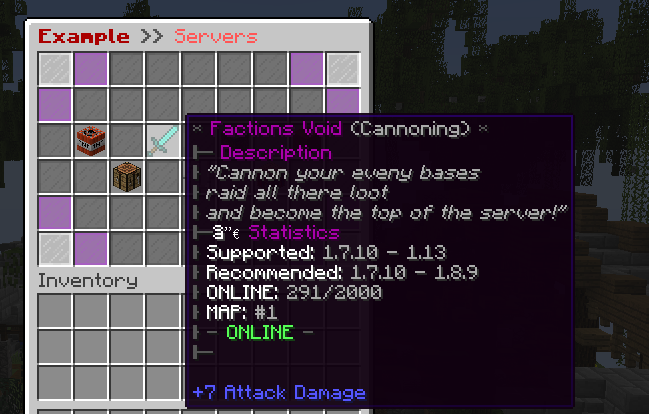 Example >> Servers
× Factions Void (Cannoning) ×
├─ Description
├ "Cannon your eveny bases
├ raid all there loot
├ and become the top of the server!"
├─â”€ Statistics
├ Supported: 1.7.10 - 1.13
├ Recommended: 1.7.10 - 1.8.9
├ ONLINE: 291/2000
├ MAP: #1
├ - ONLINE -
├─
+7 Attack Damage
Inventory